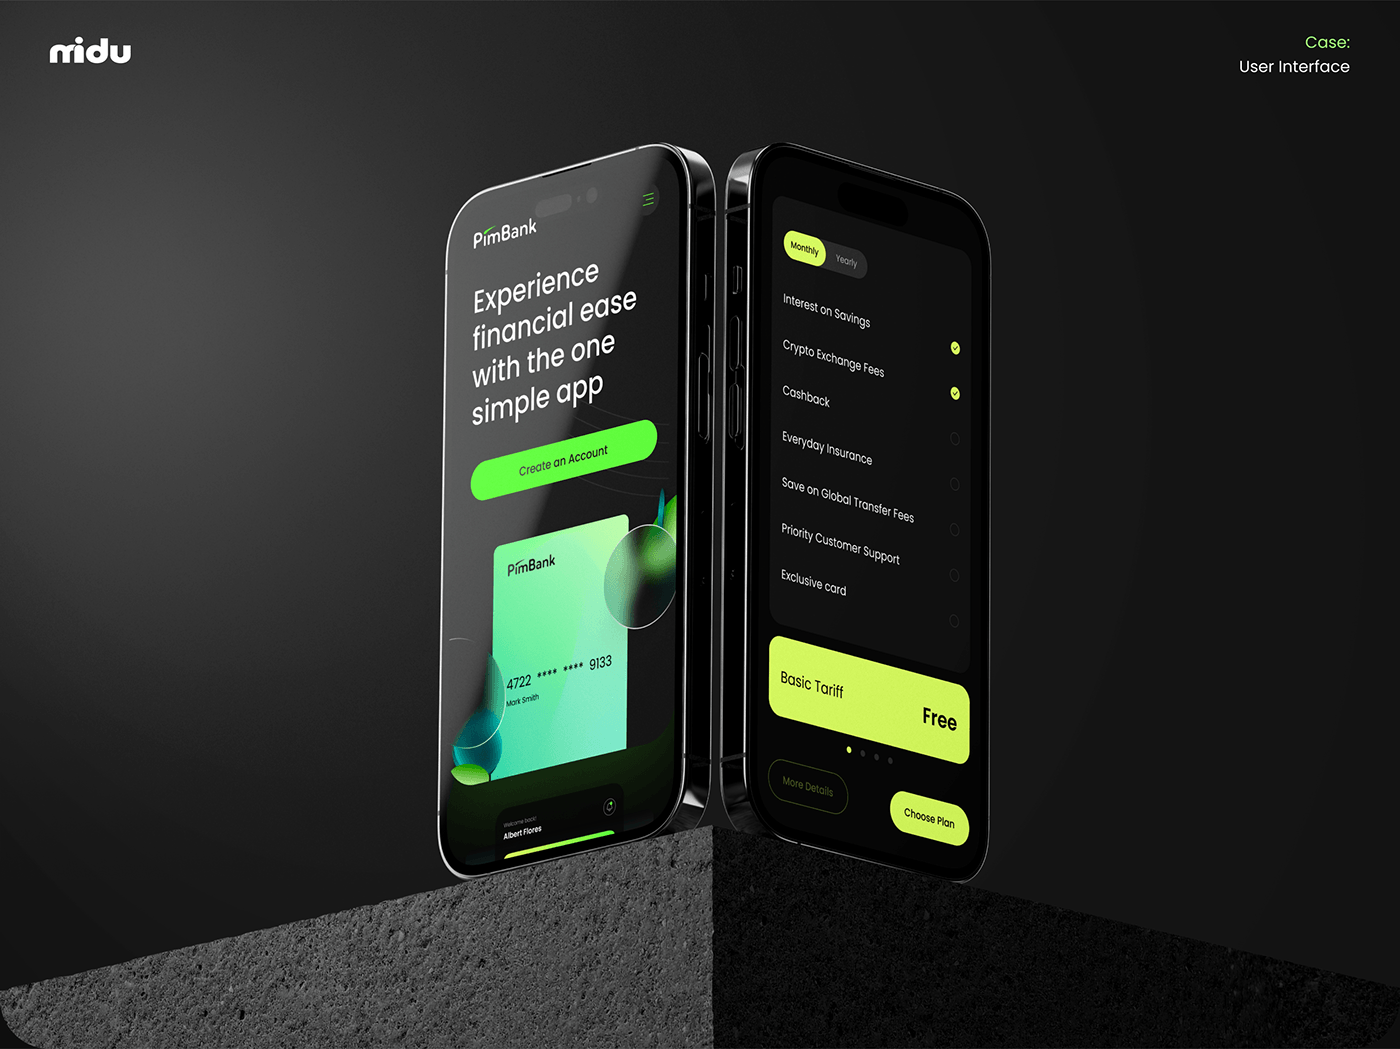 midu
Case:
User Interface
PimBank
Experience
financial ease
with the one
simple app
Create an Account
PimBank
4722 **** **** 9133
Mark Smith
Welcome back!
Albert Flores
Monthly
Yearly
Interest on Savings
Crypto Exchange Fees
Cashback
Everyday Insurance
Save on Global Transfer Fees
Priority Customer Support
Exclusive card
Basic Tariff
Free
More Details
Choose Plan